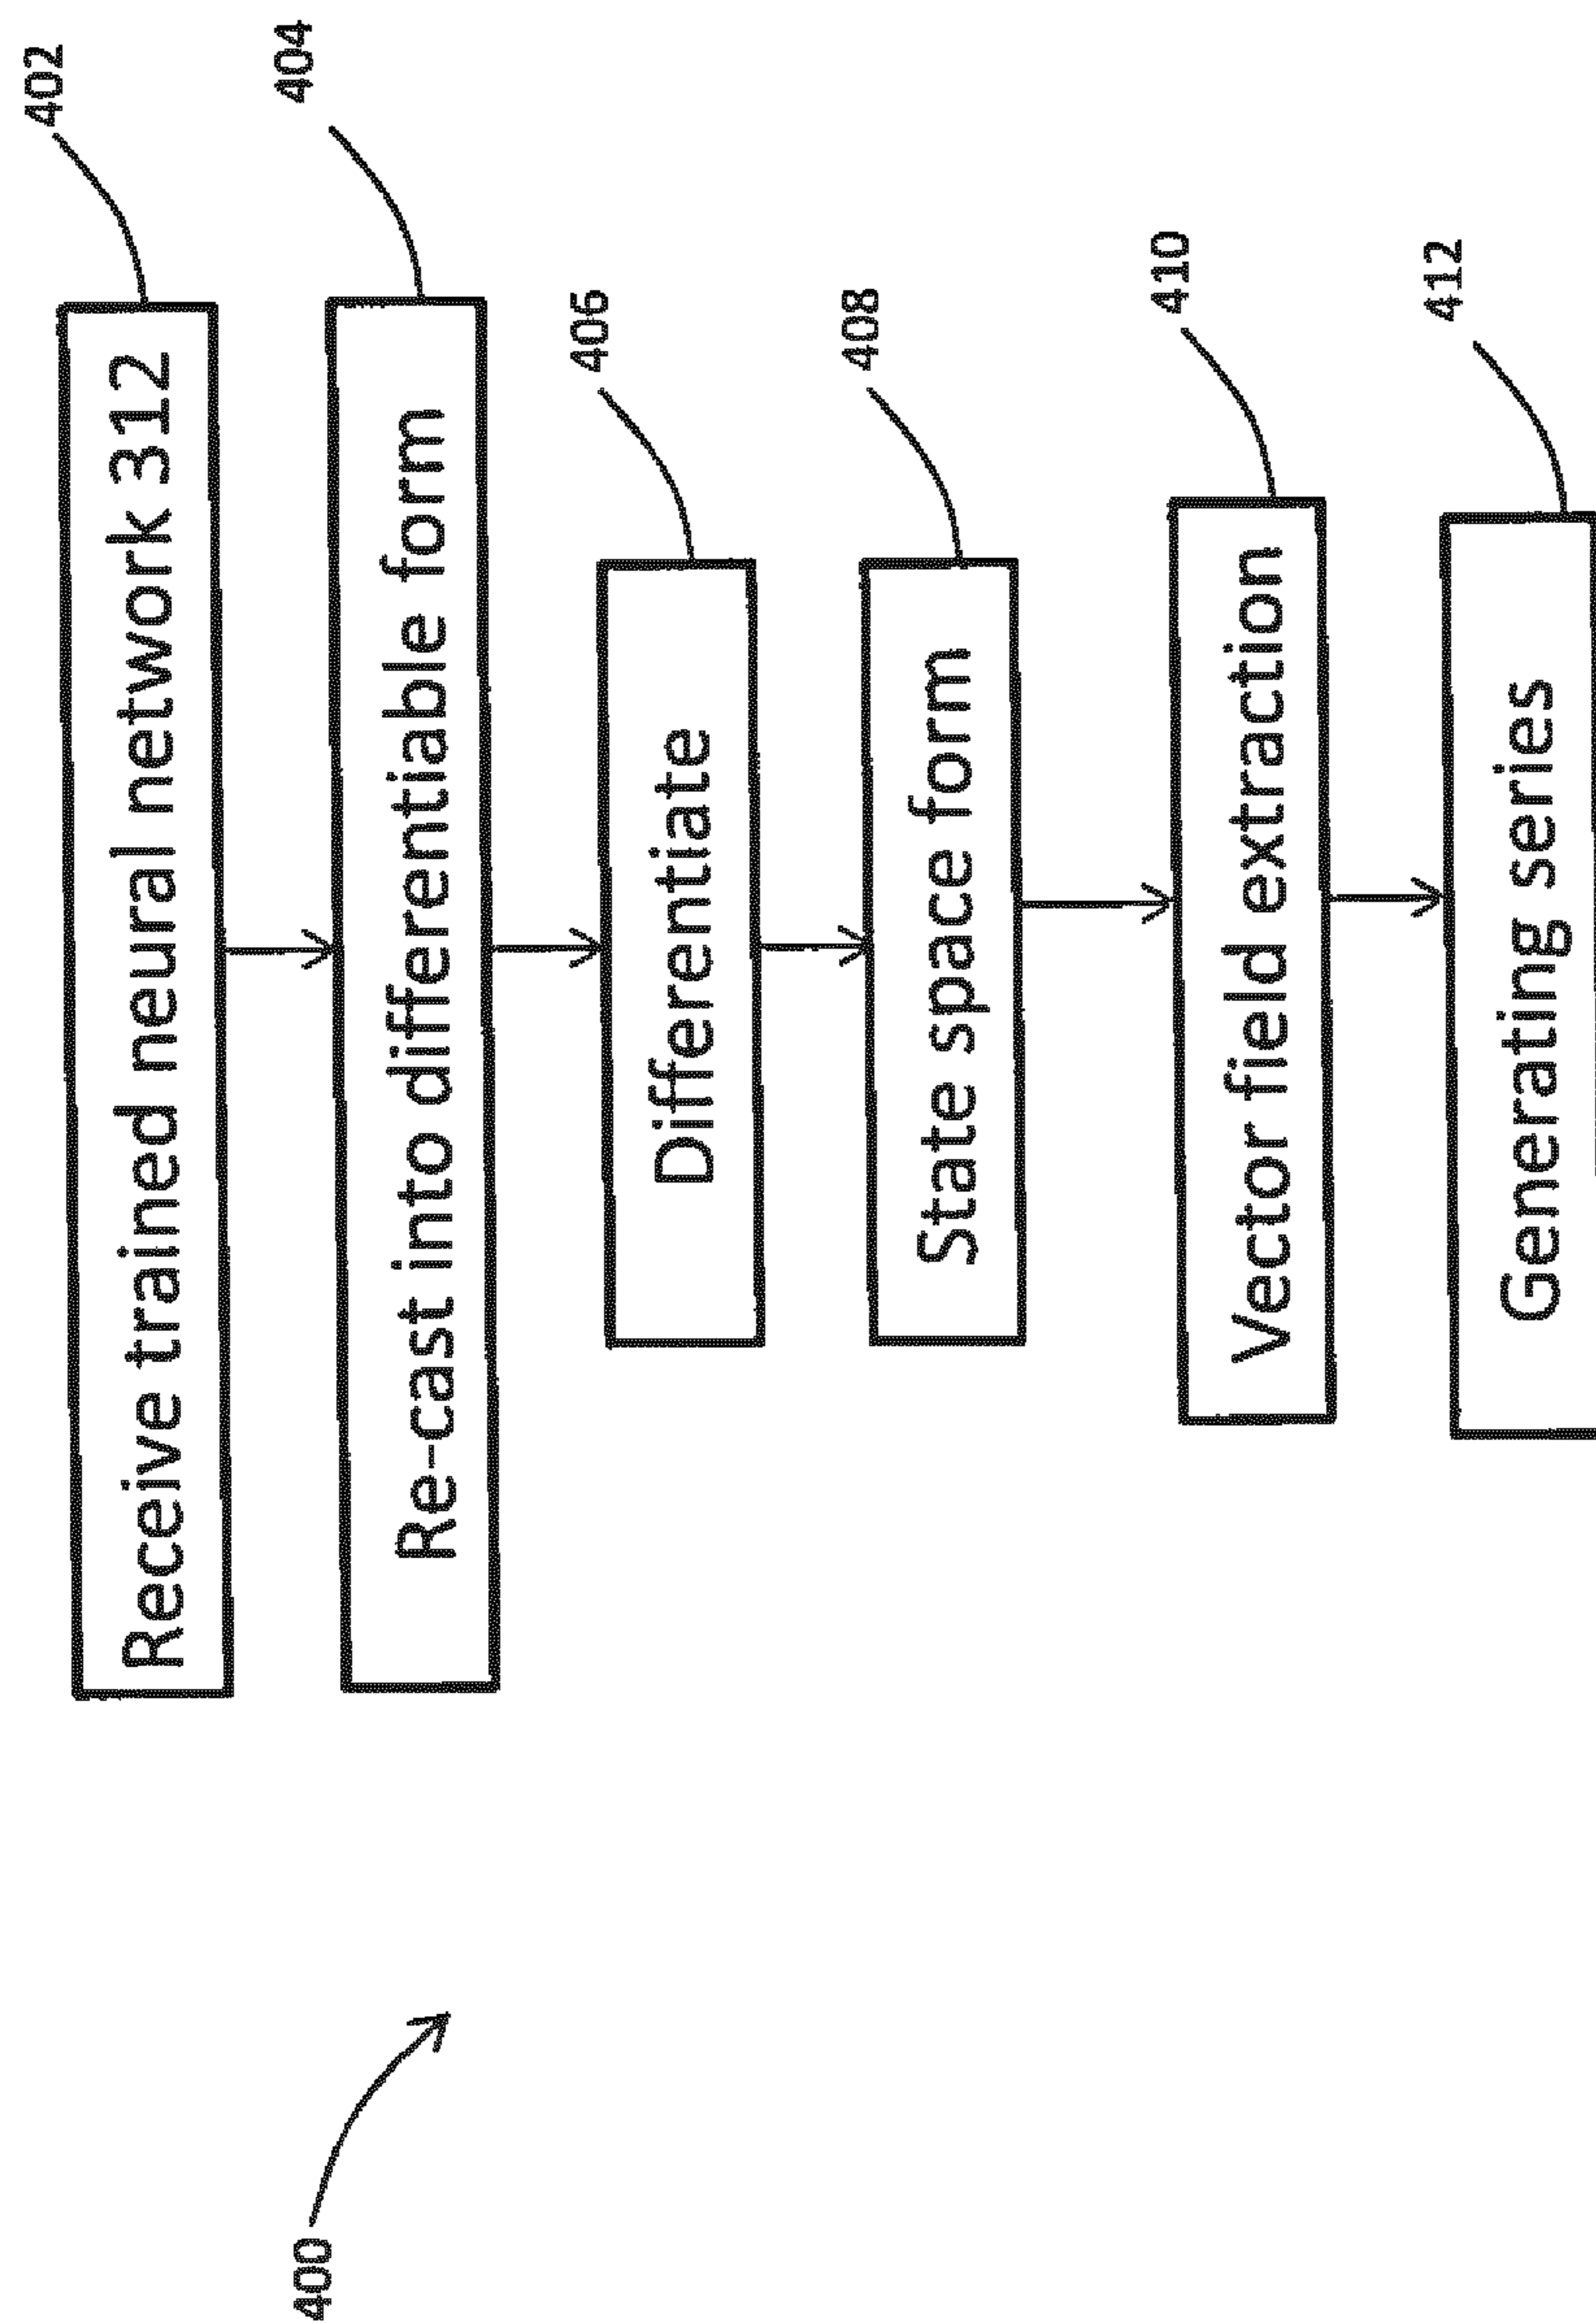 402
Receive trained neural network 312
404
Re-cast into differentiable form
406
Differentiate
408
State space form
410
Vector field extraction
412
Generating series
400